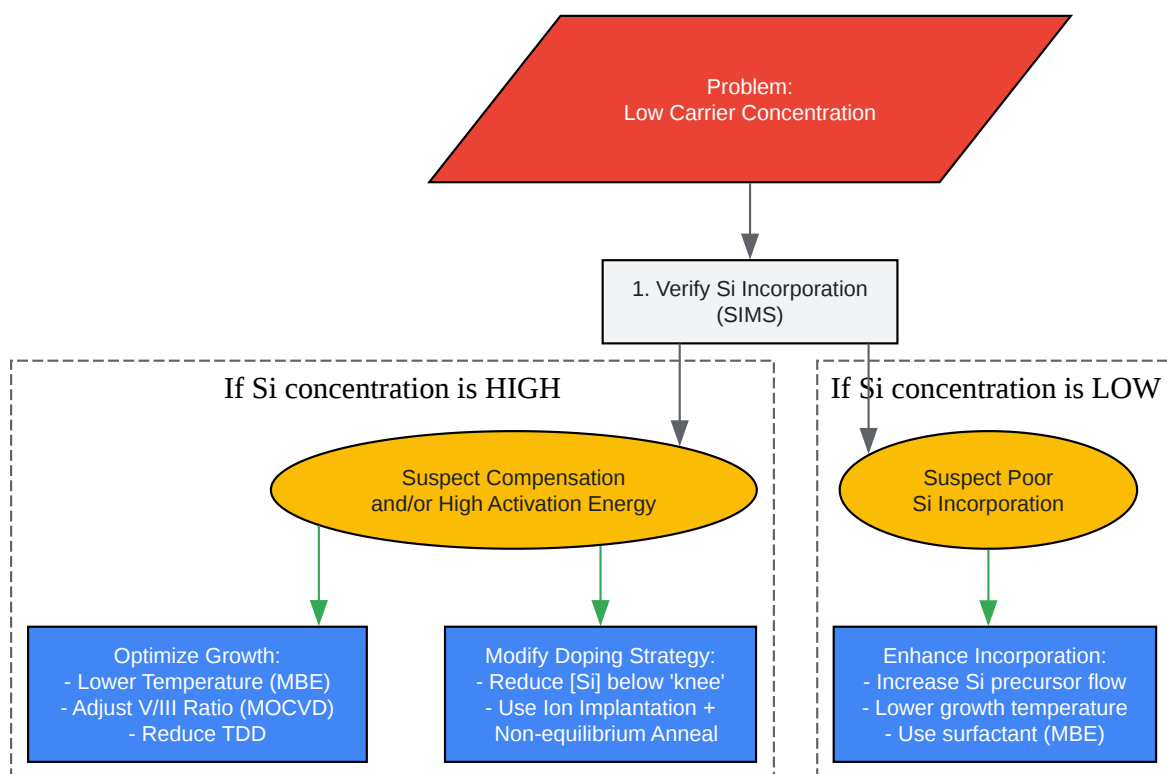 Problem:
Low Carrier Concentration
1. Verify Si Incorporation
(SIMS)
If Si concentration is HIGH
If Si concentration is LOW
Suspect Compensation
and/or High Activation Energy
Suspect Poor
Si Incorporation
Optimize Growth:
- Lower Temperature (MBE)
- Adjust V/III Ratio (MOCVD)
- Reduce TDD
Modify Doping Strategy:
- Reduce [Si] below 'knee'
- Use Ion Implantation +
Non-equilibrium Anneal
Enhance Incorporation:
- Increase Si precursor flow
- Lower growth temperature
- Use surfactant (MBE)